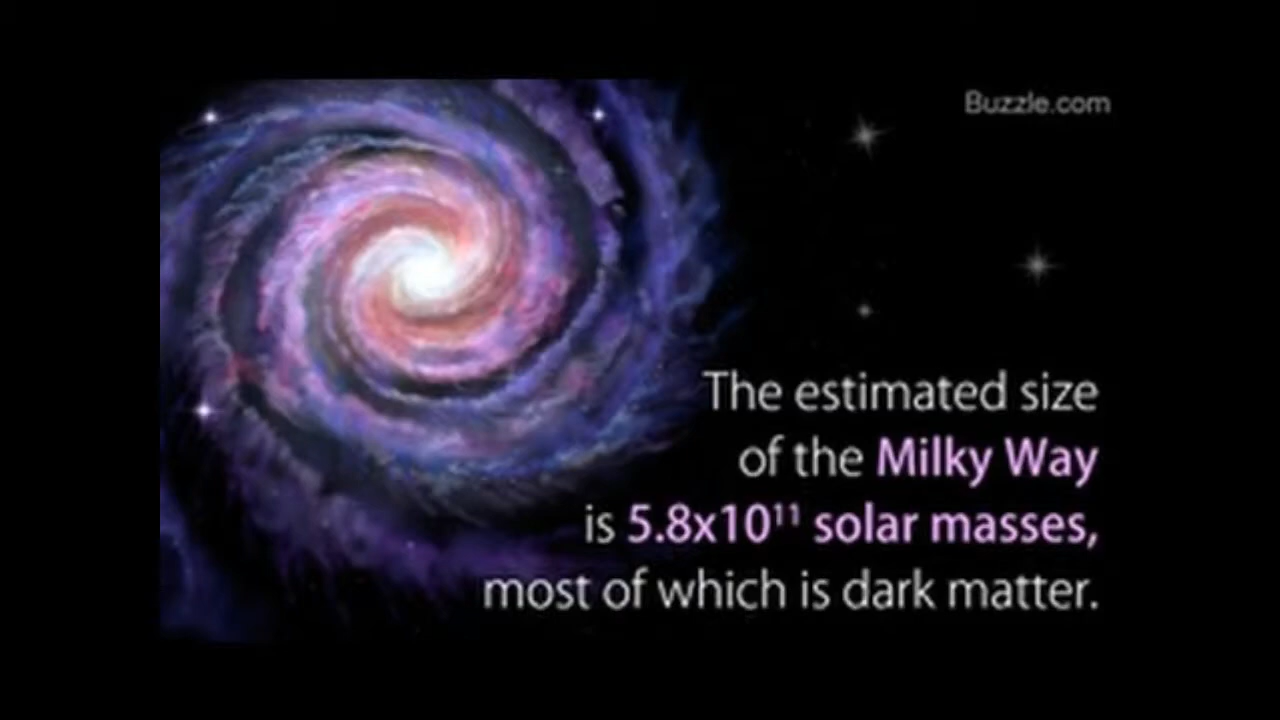 Buzzle.com
The estimated size
of the Milky Way
is 5.8x10¹¹ solar masses,
most of which is dark matter.